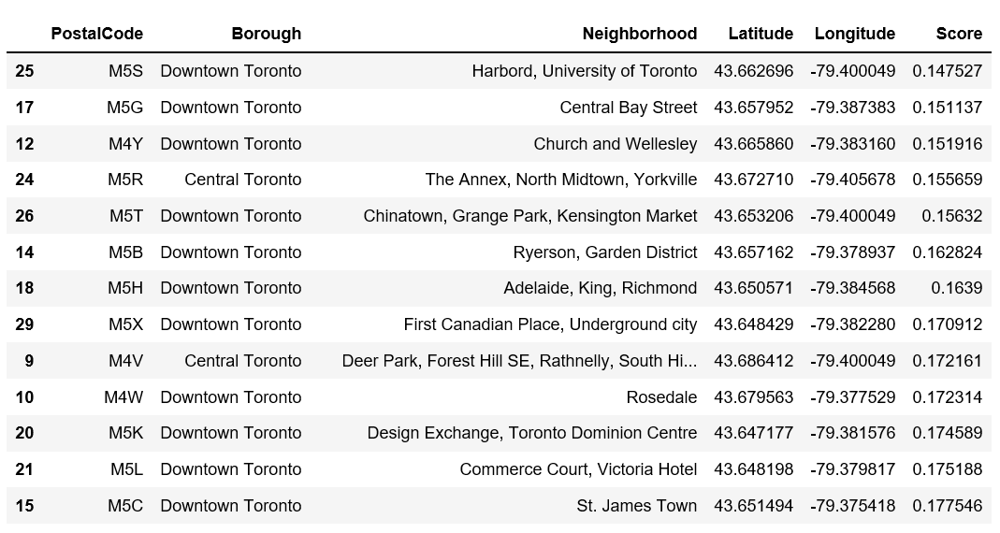 PostalCode Borough Neighborhood Latitude Longitude Score
25 M5S Downtown Toronto Harbord, University of Toronto 43.662696 -79.400049 0.147527
17 M5G Downtown Toronto Central Bay Street 43.657952 -79.387383 0.151137
12 M4Y Downtown Toronto Church and Wellesley 43.665860 -79.383160 0.151916
24 M5R Central Toronto The Annex, North Midtown, Yorkville 43.672710 -79.405678 0.155659
26 M5T Downtown Toronto Chinatown, Grange Park, Kensington Market 43.653206 -79.400049 0.15632
14 M5B Downtown Toronto Ryerson, Garden District 43.657162 -79.378937 0.162824
18 M5H Downtown Toronto Adelaide, King, Richmond 43.650571 -79.384568 0.1639
29 M5X Downtown Toronto First Canadian Place, Underground city 43.648429 -79.382280 0.170912
9 M4V Central Toronto Deer Park, Forest Hill SE, Rathnelly, South Hi... 43.686412 -79.400049 0.172161
10 M4W Downtown Toronto Rosedale 43.679563 -79.377529 0.172314
20 M5K Downtown Toronto Design Exchange, Toronto Dominion Centre 43.647177 -79.381576 0.174589
21 M5L Downtown Toronto Commerce Court, Victoria Hotel 43.648198 -79.379817 0.175188
15 M5C Downtown Toronto St. James Town 43.651494 -79.375418 0.177546